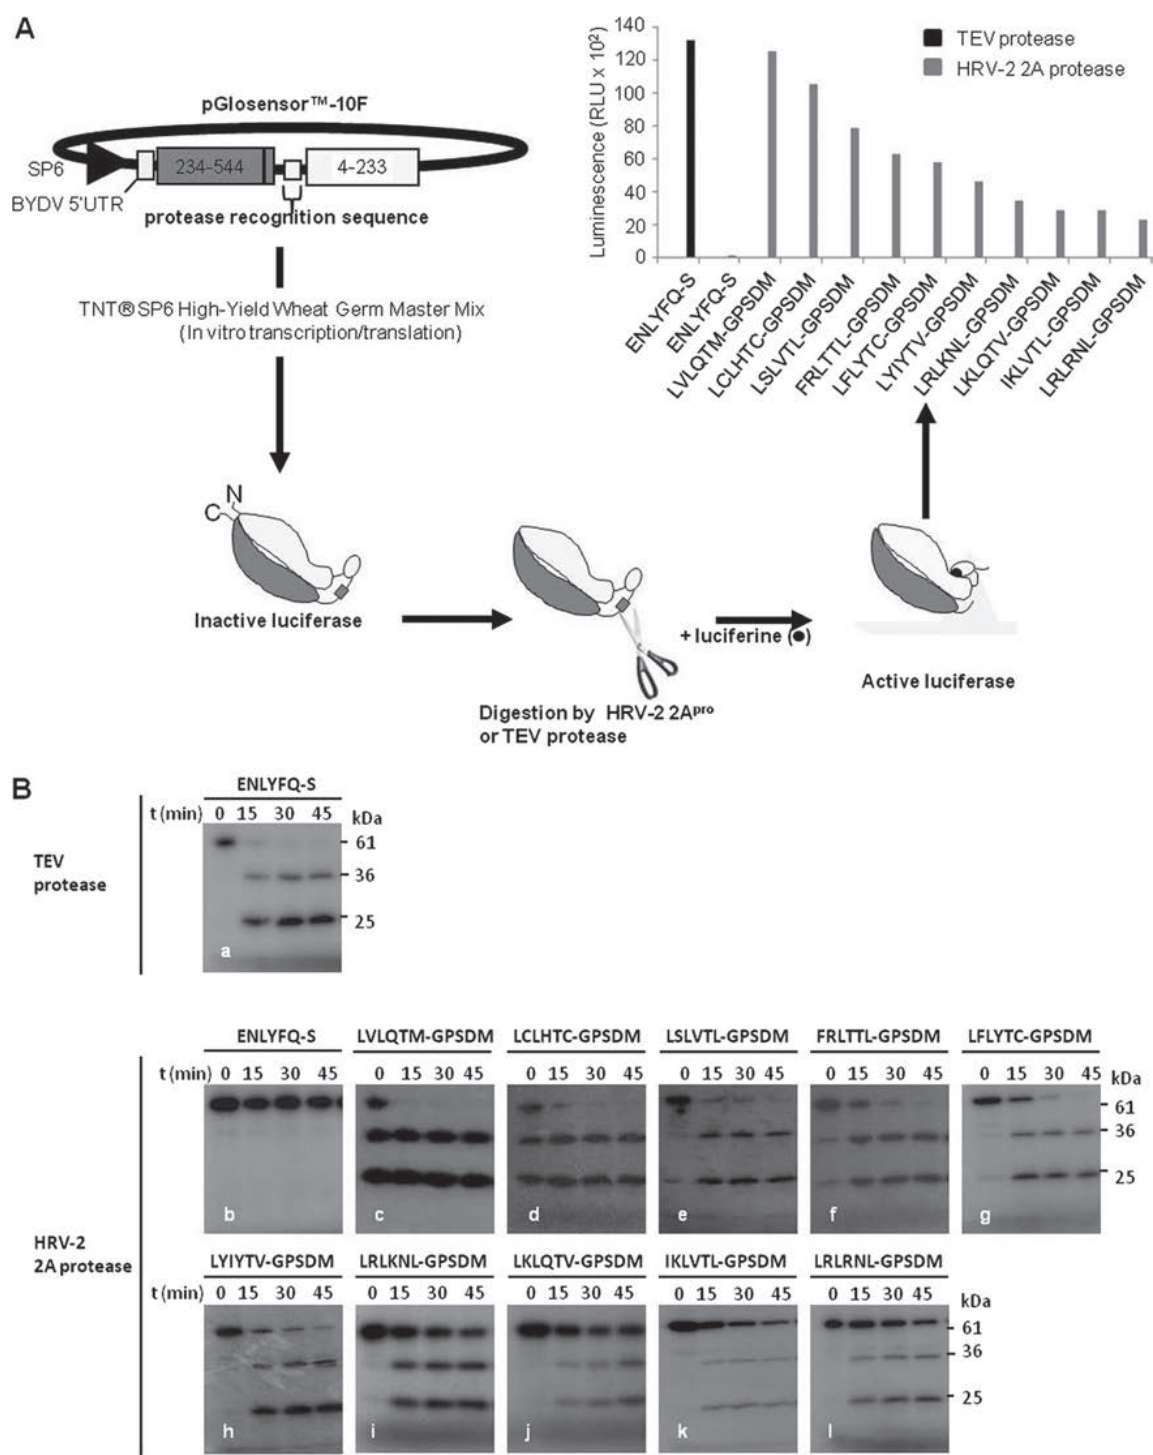 A
pGlosensor™-10F
SP6
234-544
4-233
BYDV 5'UTR
protease recognition sequence
TNT® SP6 High-Yield Wheat Germ Master Mix
(In vitro transcription/translation)
Luminescence (RLU x 10²)
140
120
100
80
60
40
20
0
TEV protease
HRV-2 2A protease
ENLYFQ-S
ENLYFQ-S
LVLQTM-GPSDM
LCLHTC-GPSDM
LSLVTL-GPSDM
FRLTTL-GPSDM
LFLYTC-GPSDM
LYIYTV-GPSDM
LRLKNL-GPSDM
LKLQTV-GPSDM
IKLVTL-GPSDM
LRLRNL-GPSDM
N
C
Inactive luciferase
+ luciferine (●)
Digestion by HRV-2 2Apro
or TEV protease
Active luciferase
B
ENLYFQ-S
t (min) 0 15 30 45 kDa
61
36
25
TEV
protease
a
ENLYFQ-S LVLQTM-GPSDM LCLHTC-GPSDM LSLVTL-GPSDM FRLTTL-GPSDM LFLYTC-GPSDM
t (min) 0 15 30 45 0 15 30 45 0 15 30 45 0 15 30 45 0 15 30 45 0 15 30 45 kDa
61
36
25
b c d e f g
HRV-2
2A protease
LYIYTV-GPSDM LRLKNL-GPSDM LKLQTV-GPSDM IKLVTL-GPSDM LRLRNL-GPSDM
t (min) 0 15 30 45 0 15 30 45 0 15 30 45 0 15 30 45 0 15 30 45 kDa
61
36
25
h i j k l